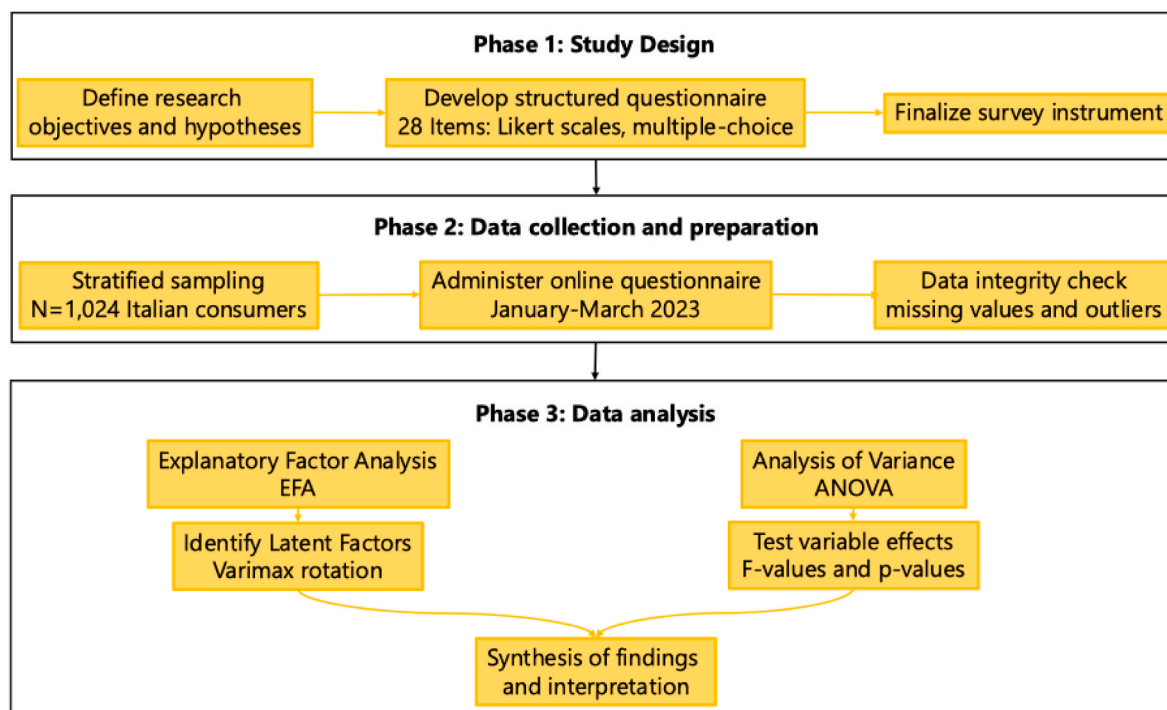 Phase 1: Study Design
Define research
objectives and hypotheses
Develop structured questionnaire
28 Items: Likert scales, multiple-choice
Finalize survey instrument
Phase 2: Data collection and preparation
Stratified sampling
N=1,024 Italian consumers
Administer online questionnaire
January-March 2023
Data integrity check
missing values and outliers
Phase 3: Data analysis
Explanatory Factor Analysis
EFA
Identify Latent Factors
Varimax rotation
Analysis of Variance
ANOVA
Test variable effects
F-values and p-values
Synthesis of findings
and interpretation